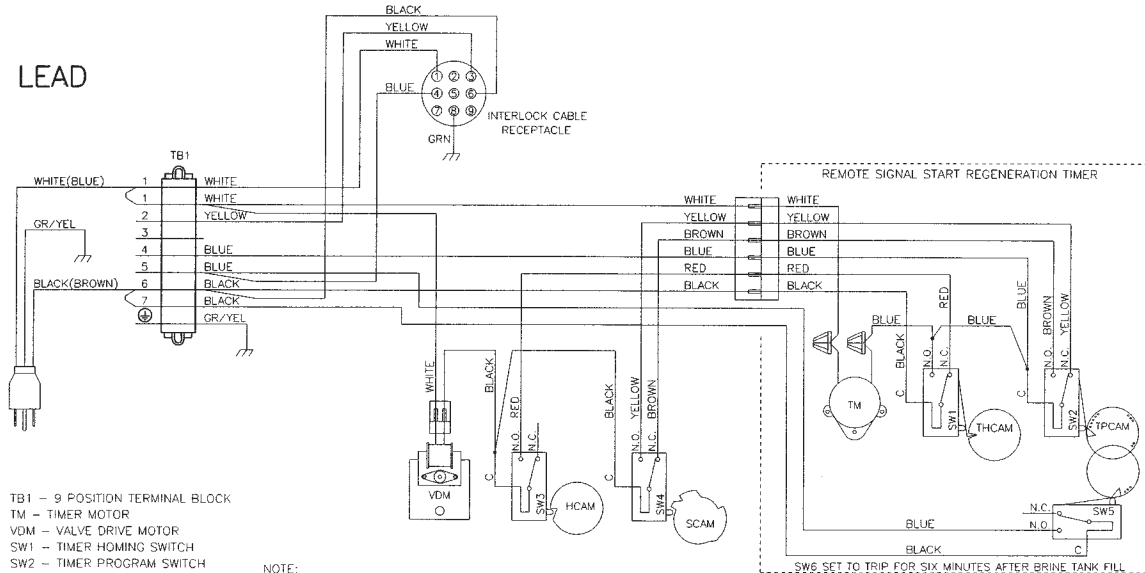 BLACK
YELLOW
WHITE
LEAD
1 2 3
BLUE
4 5 6
7 8 9
INTERLOCK CABLE
RECEPTACLE
GRN
TB1
REMOTE SIGNAL START REGENERATION TIMER
WHITE(BLUE) 1 WHITE
1 WHITE WHITE WHITE
2 YELLOW YELLOW YELLOW
GR/YEL 3 BROWN BROWN
4 BLUE BLUE BLUE
5 BLUE RED RED
BLACK(BROWN) 6 BLACK BLACK BLACK
7 BLACK
GR/YEL
BLUE BLUE
BLACK
N.O.
RED
N.C.
BLUE
N.O. BROWN
N.C. YELLOW
C
SW1
THCAM
C
SW2
TPCAM
TM
WHITE
BLACK
N.O. RED
N.C.
BLACK
N.O. YELLOW
N.C. BROWN
VDM
C
SW3
HCAM
C
SW4
SCAM
N.C.
N.O.
SW5
BLUE
BLACK C
SW6 SET TO TRIP FOR SIX MINUTES AFTER BRINE TANK FILL
TB1 – 9 POSITION TERMINAL BLOCK
TM – TIMER MOTOR
VDM – VALVE DRIVE MOTOR
SW1 – TIMER HOMING SWITCH
SW2 – TIMER PROGRAM SWITCH
NOTE: